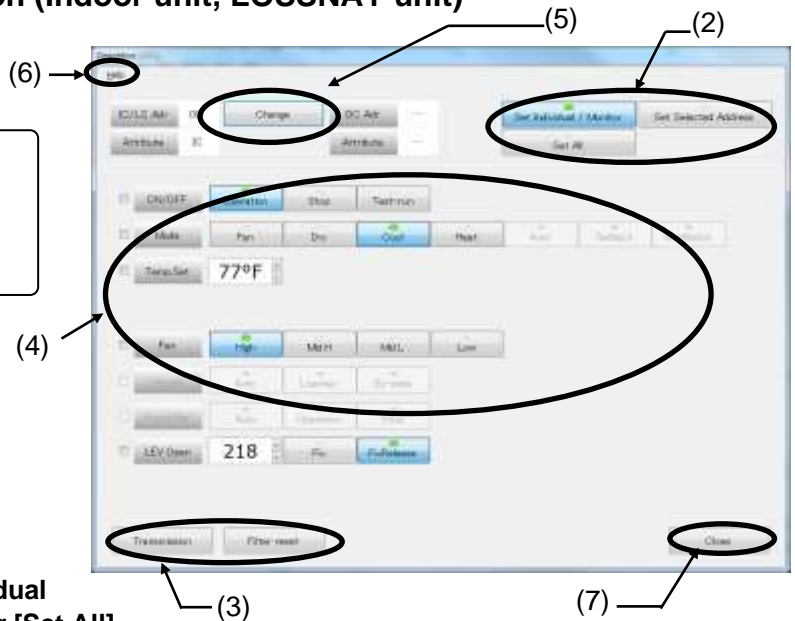 on (Indoor unit, LOSSNAY unit)
(5)
(2)
(6)
Help
IC/LC Adr
Change
OC Adr
Set Individual / Monitor
Set Selected Address
Attribute IC
Attribute
Set All
ON/OFF Operation Stop Test-run
Mode Fan Dry Cool Heat Auto
Temp.Set 77°F
(4)
Fan High Mid.H Mid.L Low
LEV Open 218 Fix FixRelease
Transmission Filter reset Close
dual
(3)
(7)
r [Set All]